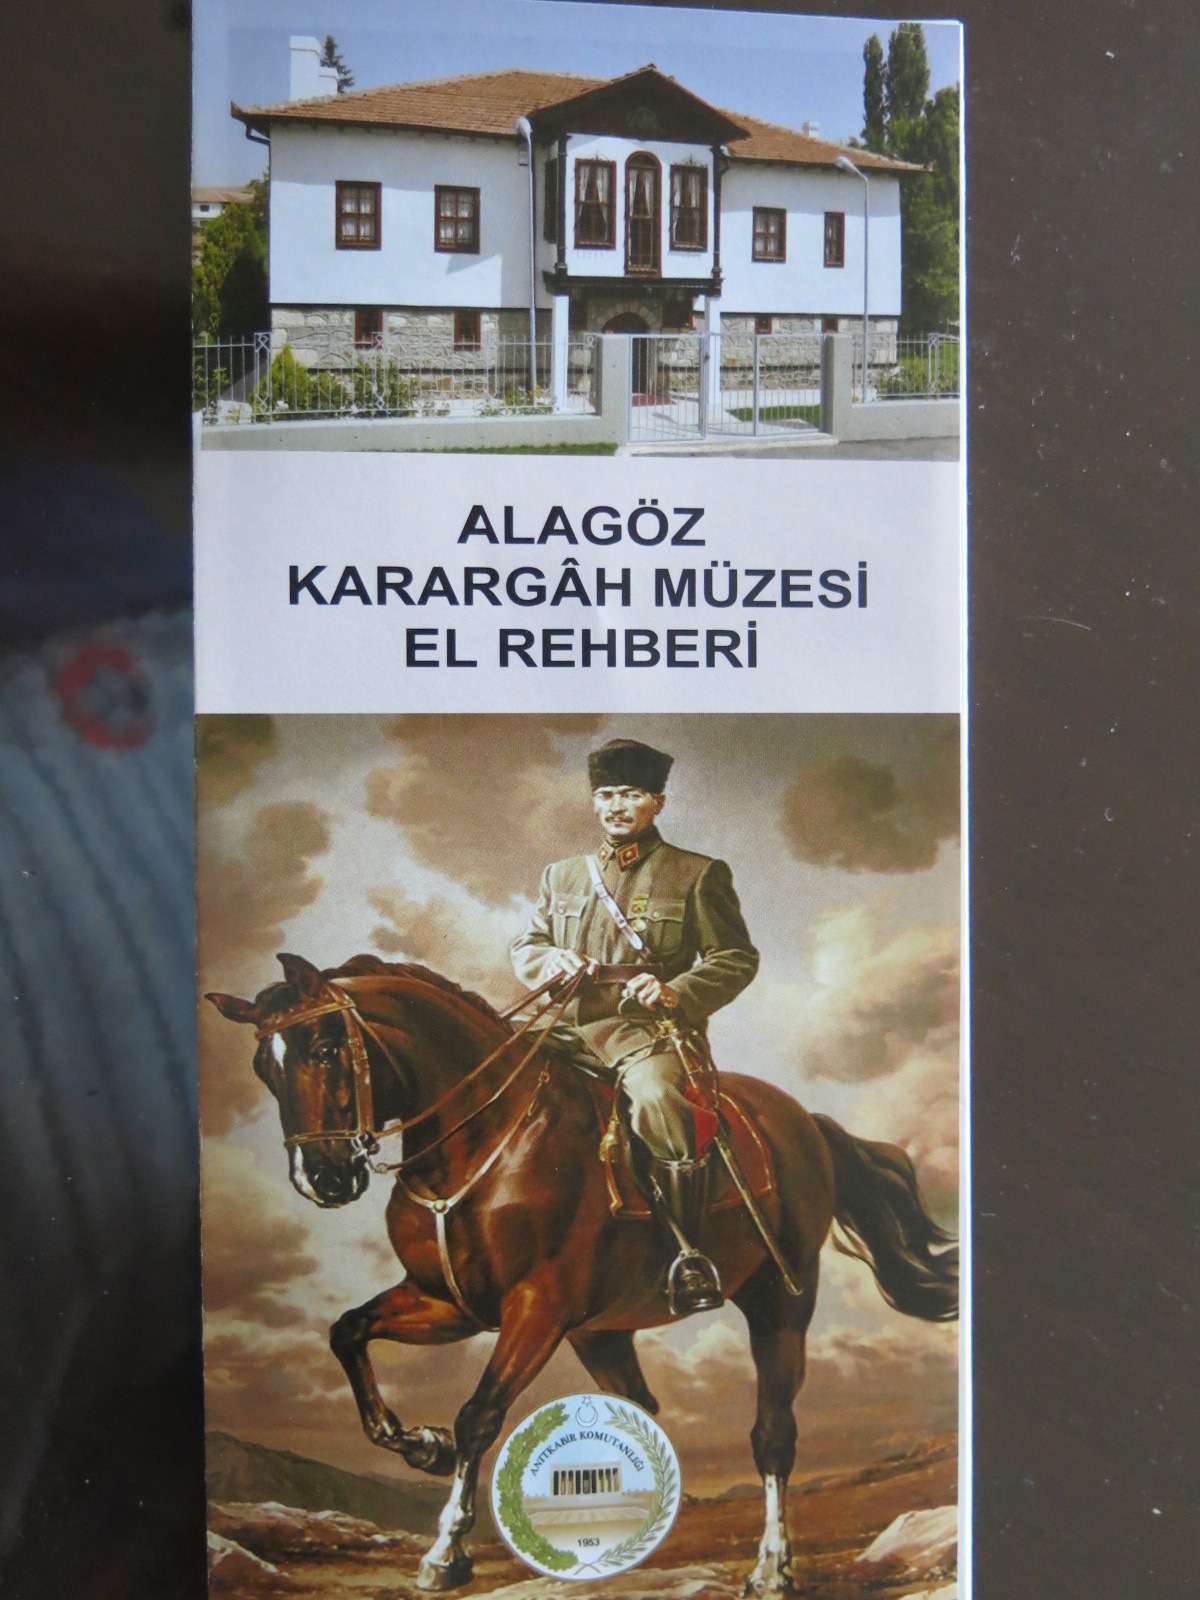 ALAGÖZ
KARARGÂH MÜZESİ
EL REHBERİ
ANITKABİR KOMUTANLIĞI
1953